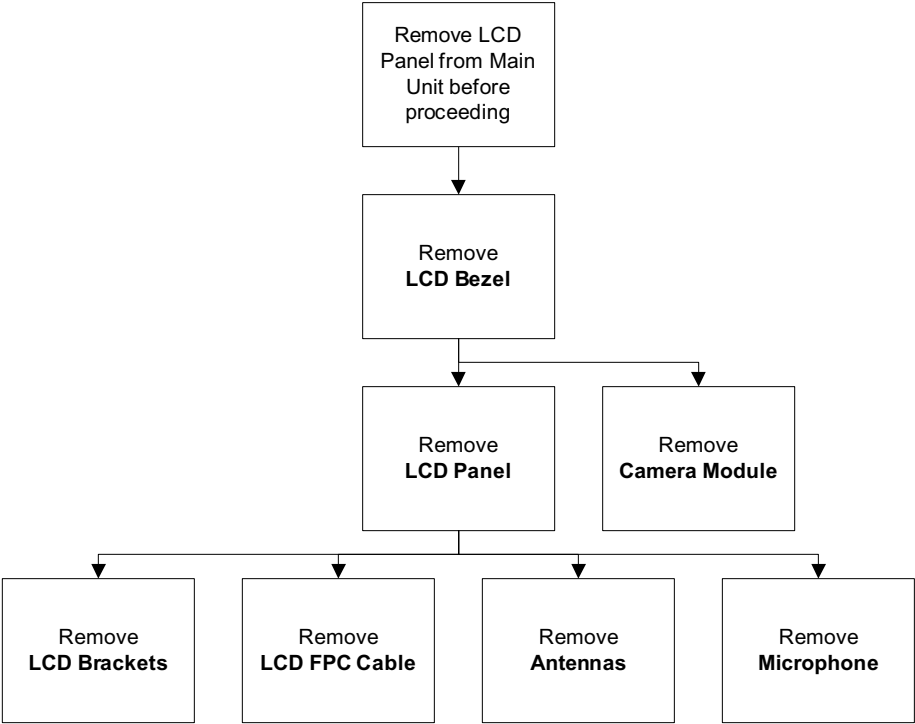 Remove LCD
Panel from Main
Unit before
proceeding
Remove
LCD Bezel
Remove
LCD Panel
Remove
Camera Module
Remove
LCD Brackets
Remove
LCD FPC Cable
Remove
Antennas
Remove
Microphone